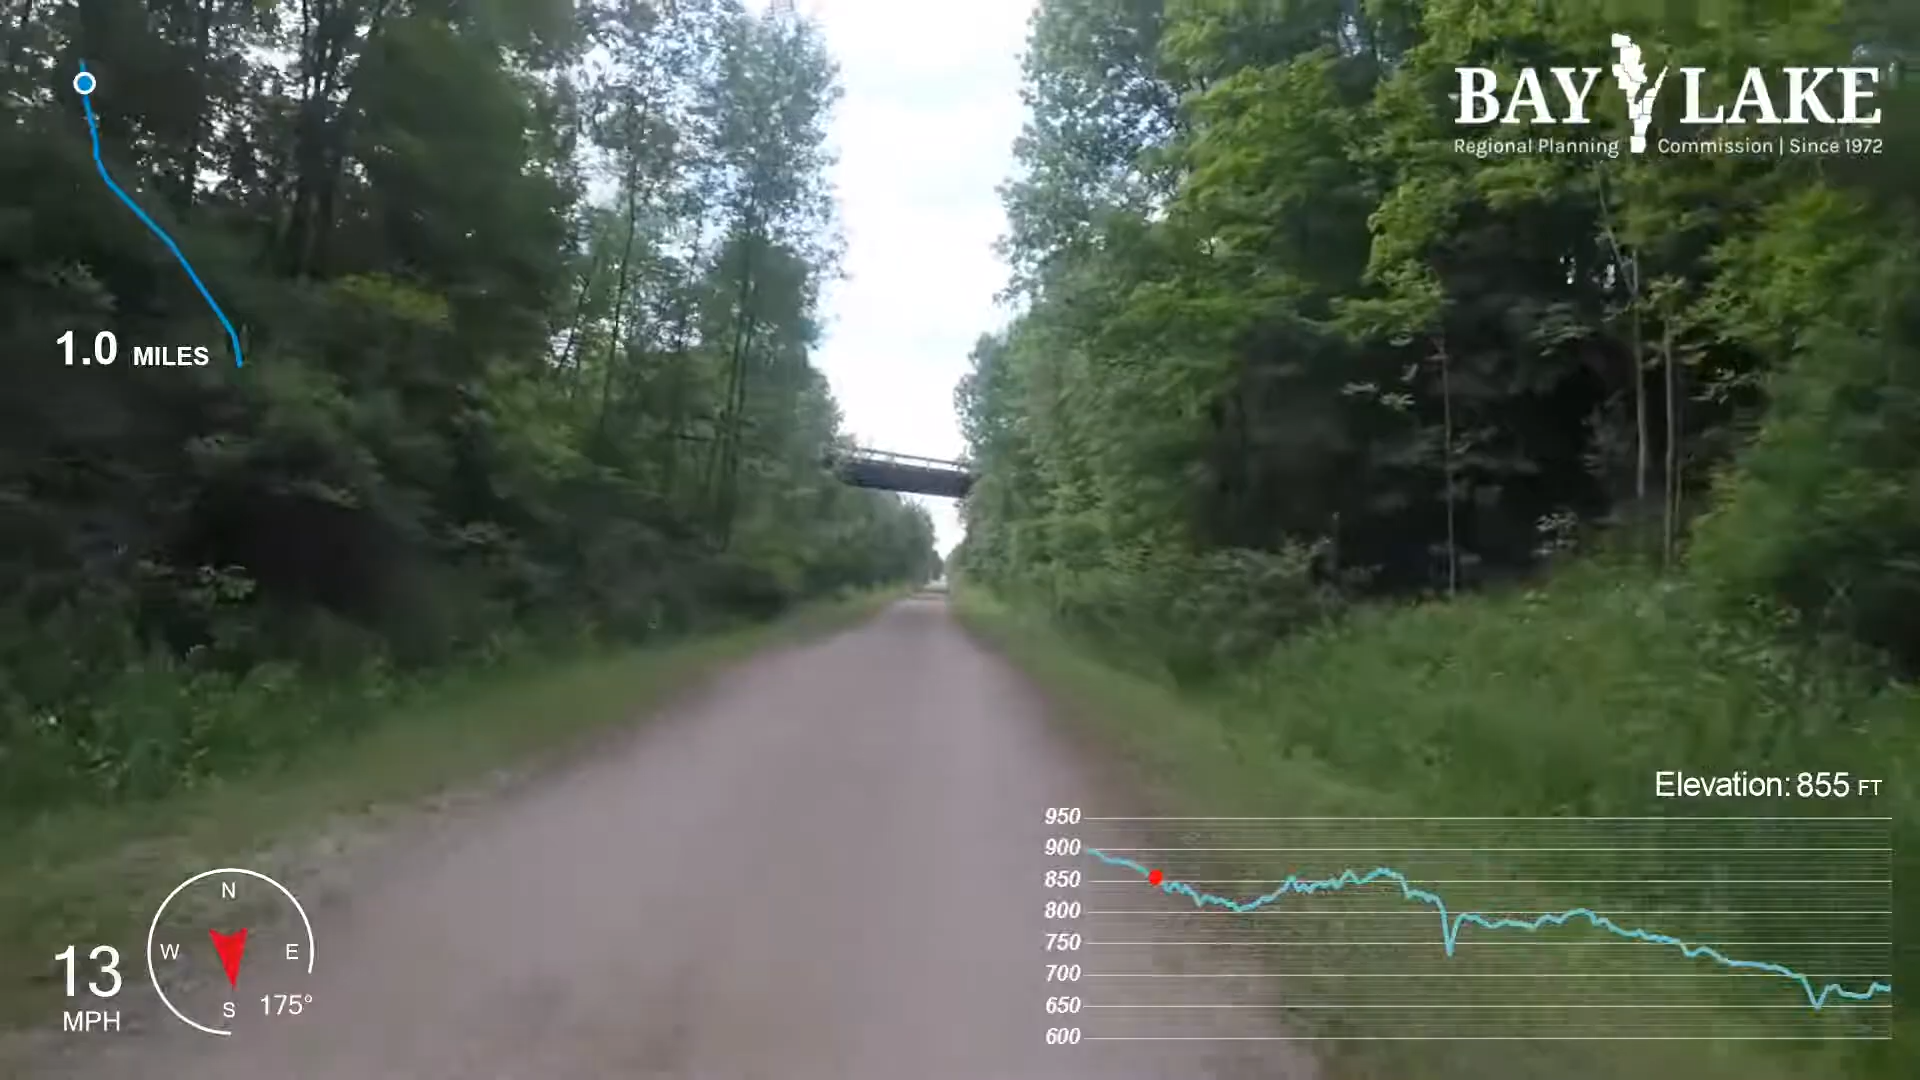 BAY LAKE
Regional Planning Commission | Since 1972
1.0 MILES
Elevation: 855 FT
950
900
850
800
750
700
650
600
N
W E
S
175°
13
MPH